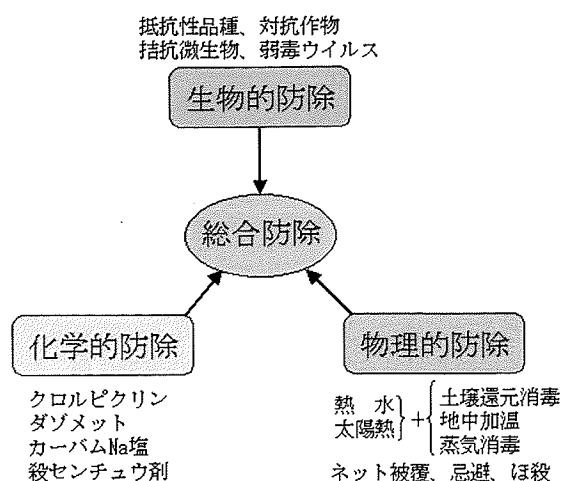 抵抗性品種、対抗作物
拮抗微生物、弱毒ウイルス
生物的防除
総合防除
化学的防除
クロルピクリン
ダゾメット
カーバムNa塩
殺センチュウ剤
物理的防除
熱 水
太陽熱
+
土壌還元消毒
地中加温
蒸気消毒
ネット被覆、忌避、ほ殺